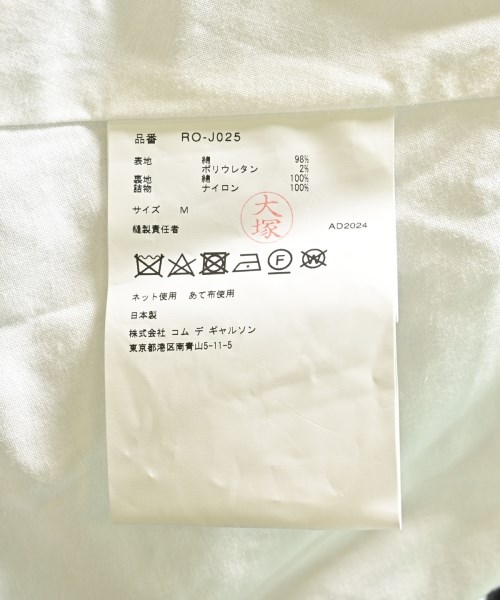 品番 RO-J025
表地 綿 98%
ポリウレタン 2%
裏地 綿 100%
詰物 ナイロン 100%
サイズ M
大塚
縫製責任者
AD2024
F W
ネット使用 あて布使用
日本製
株式会社 コム デ ギャルソン
東京都港区南青山5-11-5